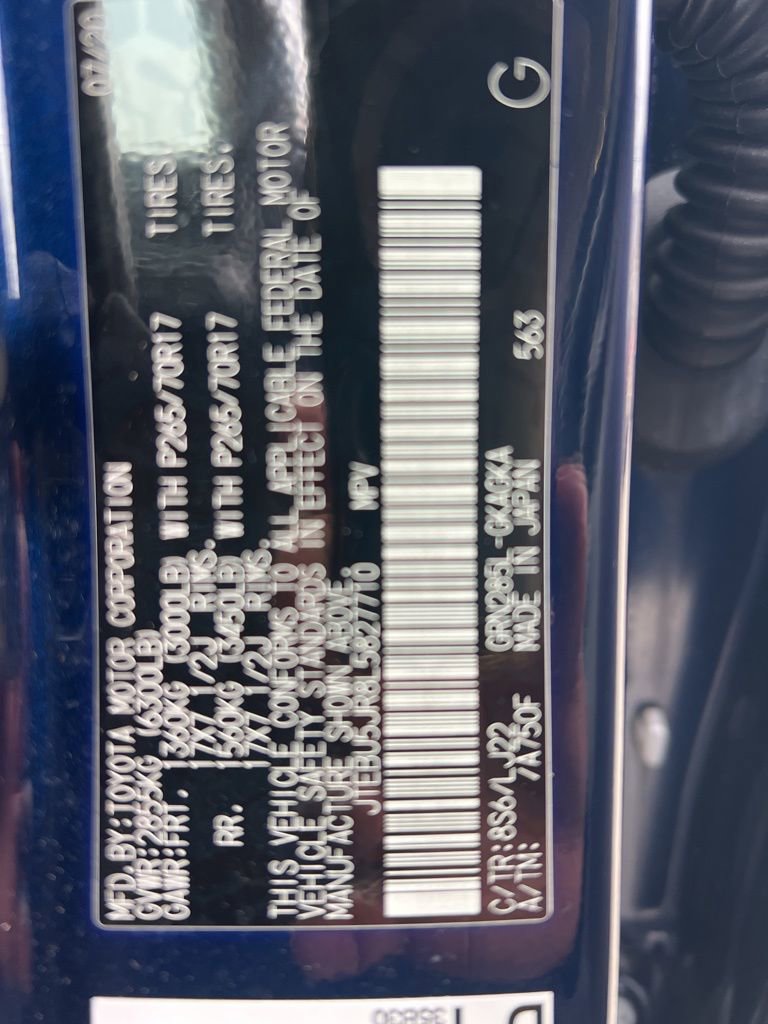 MFD.BY:TOYOTA MOTOR CORPORATION 07/20
GVWR:2855KG (6300LB)
GAWR:FRT. 1360KG (3000LB) WITH P265/70R17 TIRES
17X7 1/2J RIMS.
RR. 1560KG (3450LB) WITH P265/70R17 TIRES.
17X7 1/2J RIMS.
THIS VEHICLE CONFORMS TO ALL APPLICABLE FEDERAL MOTOR
VEHICLE SAFETY STANDARDS IN EFFECT ON THE DATE OF
MANUFACTURE SHOWN ABOVE.
JTEBU5JR8L5827710 MPV
C/TR:8S6/LJ22 GRN285L-GKAGKA 563 G
A/TN: /A750F MADE IN JAPAN